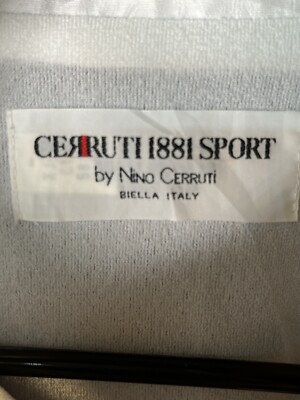 CERRUTI 1881 SPORT
by NINO CERRUTI
BIELLA ITALY